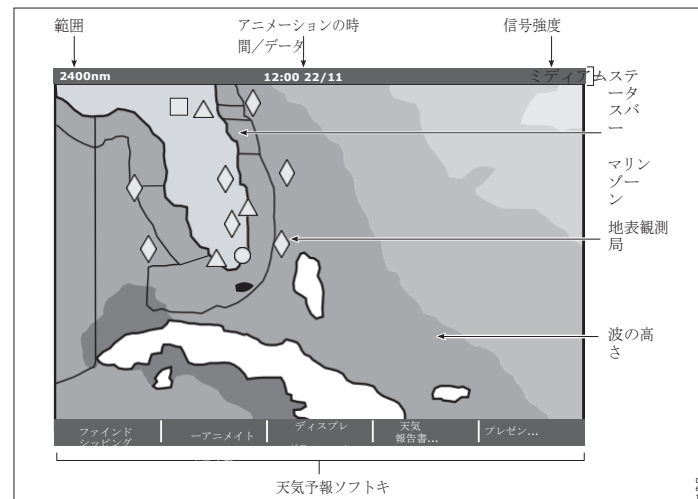 範囲
アニメーションの時
間／データ
信号強度
2400nm
12:00 22/11
ミディアム
ステ
ータ
スバ
ー
マリン
ゾー
ン
地表観測
局
波の高
さ
ファインド
シッピング
ーアニメイト
ディスプレ
天気
報告書...
プレゼン...
天気予報ソフトキ